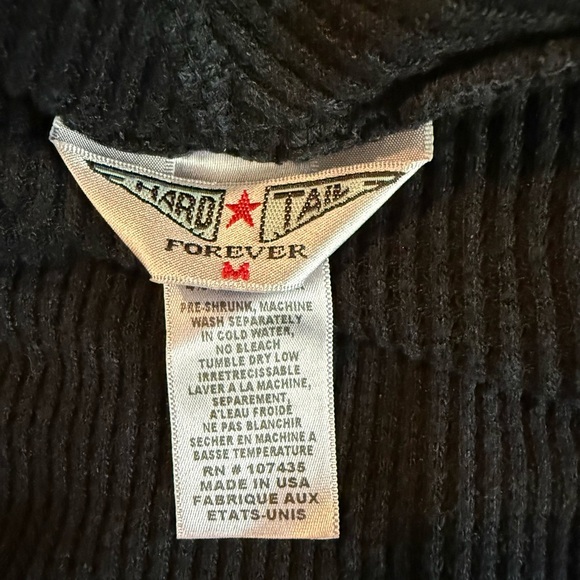 HARD TAIL
FOREVER
M
PRE-SHRUNK, MACHINE
WASH SEPARATELY
IN COLD WATER,
NO BLEACH
TUMBLE DRY LOW
IRRETRECISSABLE
LAVER A LA MACHINE,
SEPAREMENT,
A'LEAU FROIDE
NE PAS BLANCHIR
SECHER EN MACHINE A
BASSE TEMPERATURE
RN # 107435
MADE IN USA
FABRIQUE AUX
ETATS-UNIS